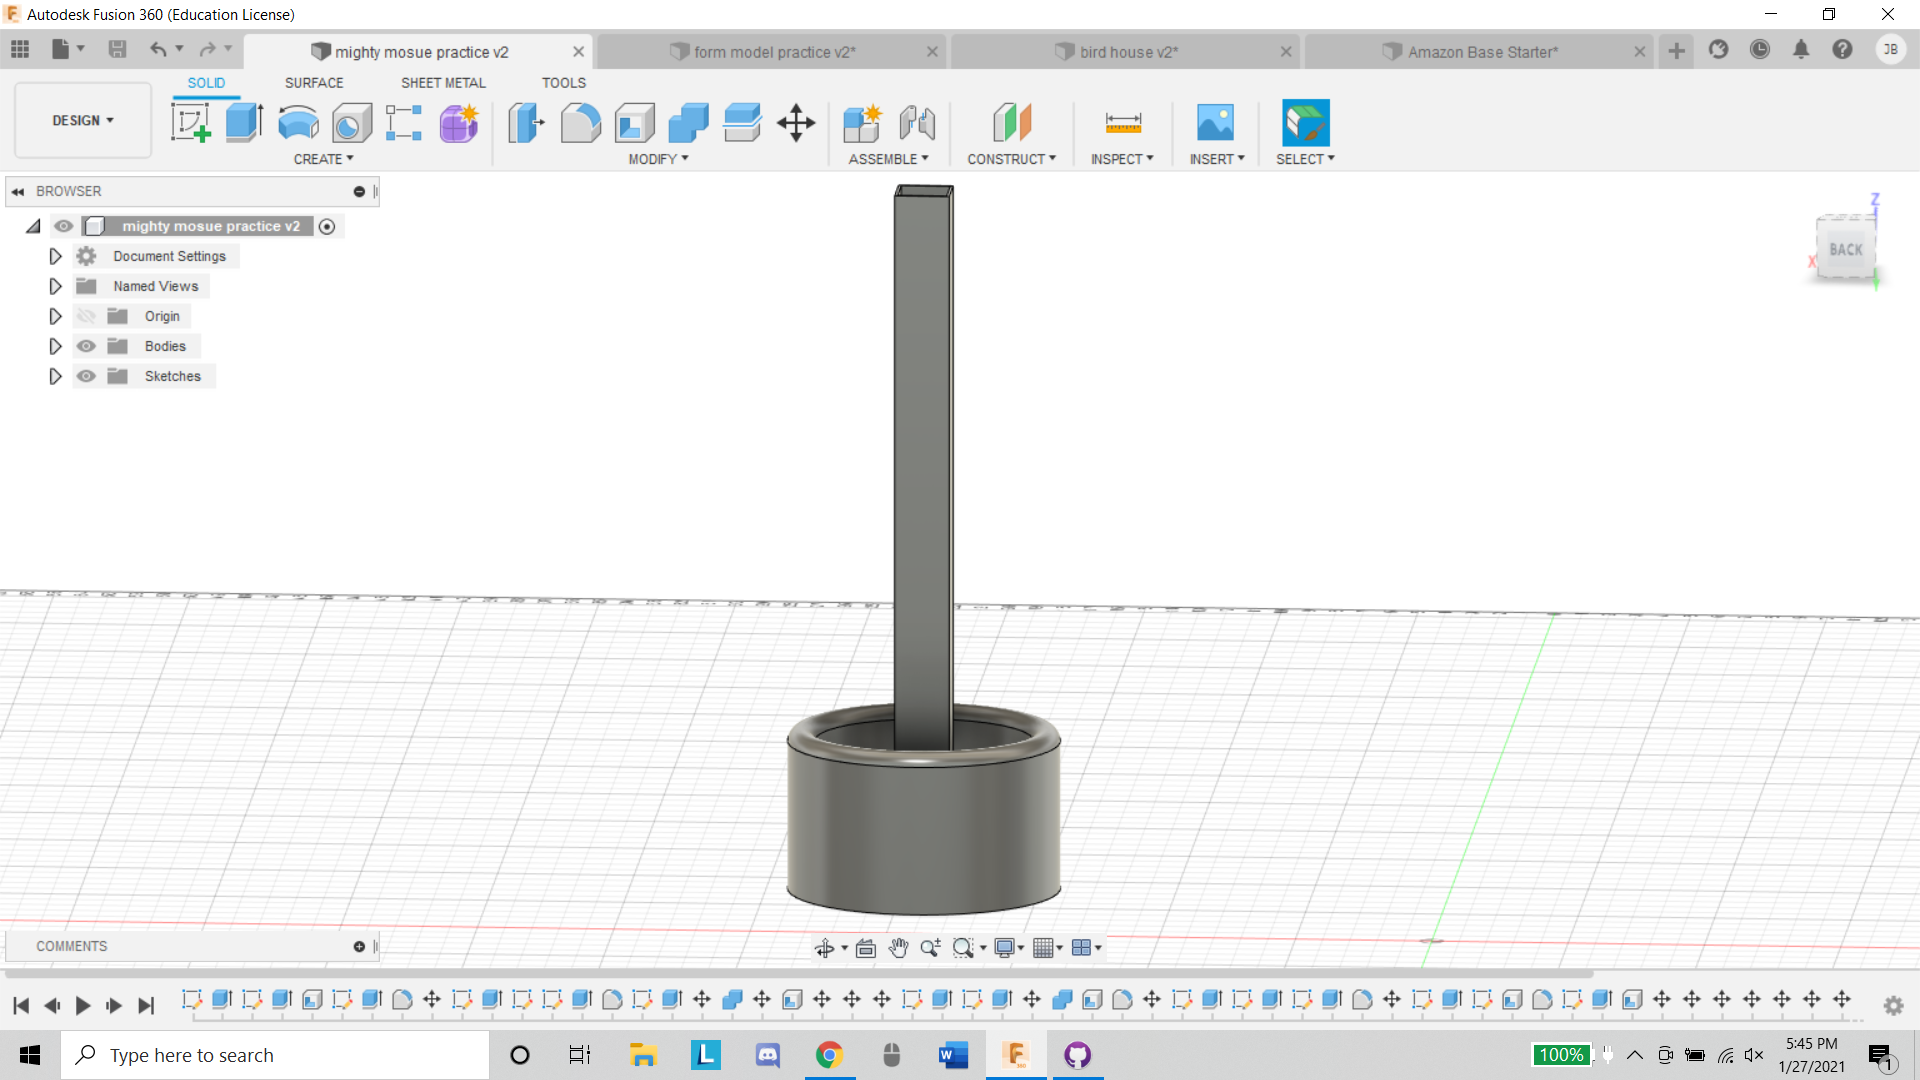 Autodesk Fusion 360 (Education License)
mighty mosue practice v2
form model practice v2*
bird house v2*
Amazon Base Starter*
JB
SOLID
SURFACE
SHEET METAL
TOOLS
DESIGN
CREATE
MODIFY
ASSEMBLE
CONSTRUCT
INSPECT
INSERT
SELECT
BROWSER
mighty mosue practice v2
Document Settings
Named Views
Origin
Bodies
Sketches
Z
BACK
X
COMMENTS
Type here to search
100%
5:45 PM
1/27/2021
1